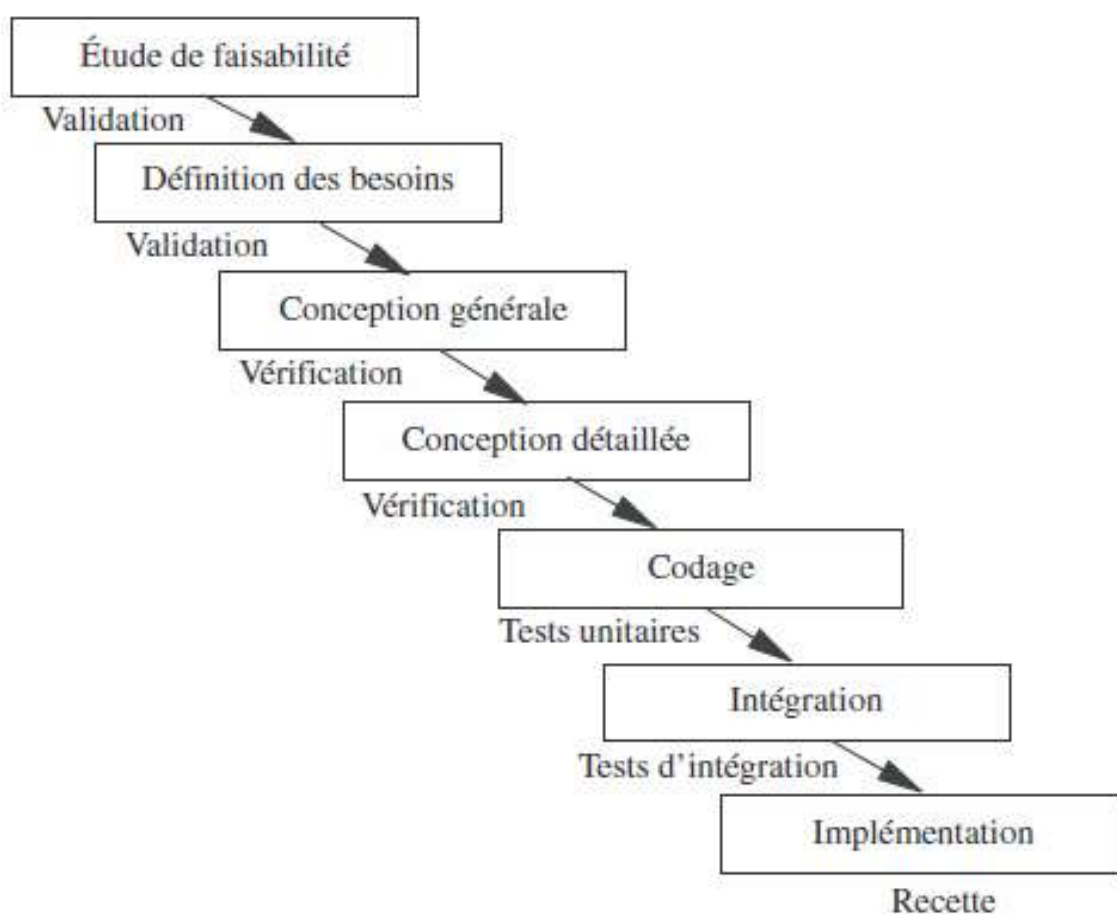 Étude de faisabilité
Validation
Définition des besoins
Validation
Conception générale
Vérification
Conception détaillée
Vérification
Codage
Tests unitaires
Intégration
Tests d’intégration
Implémentation
Recette